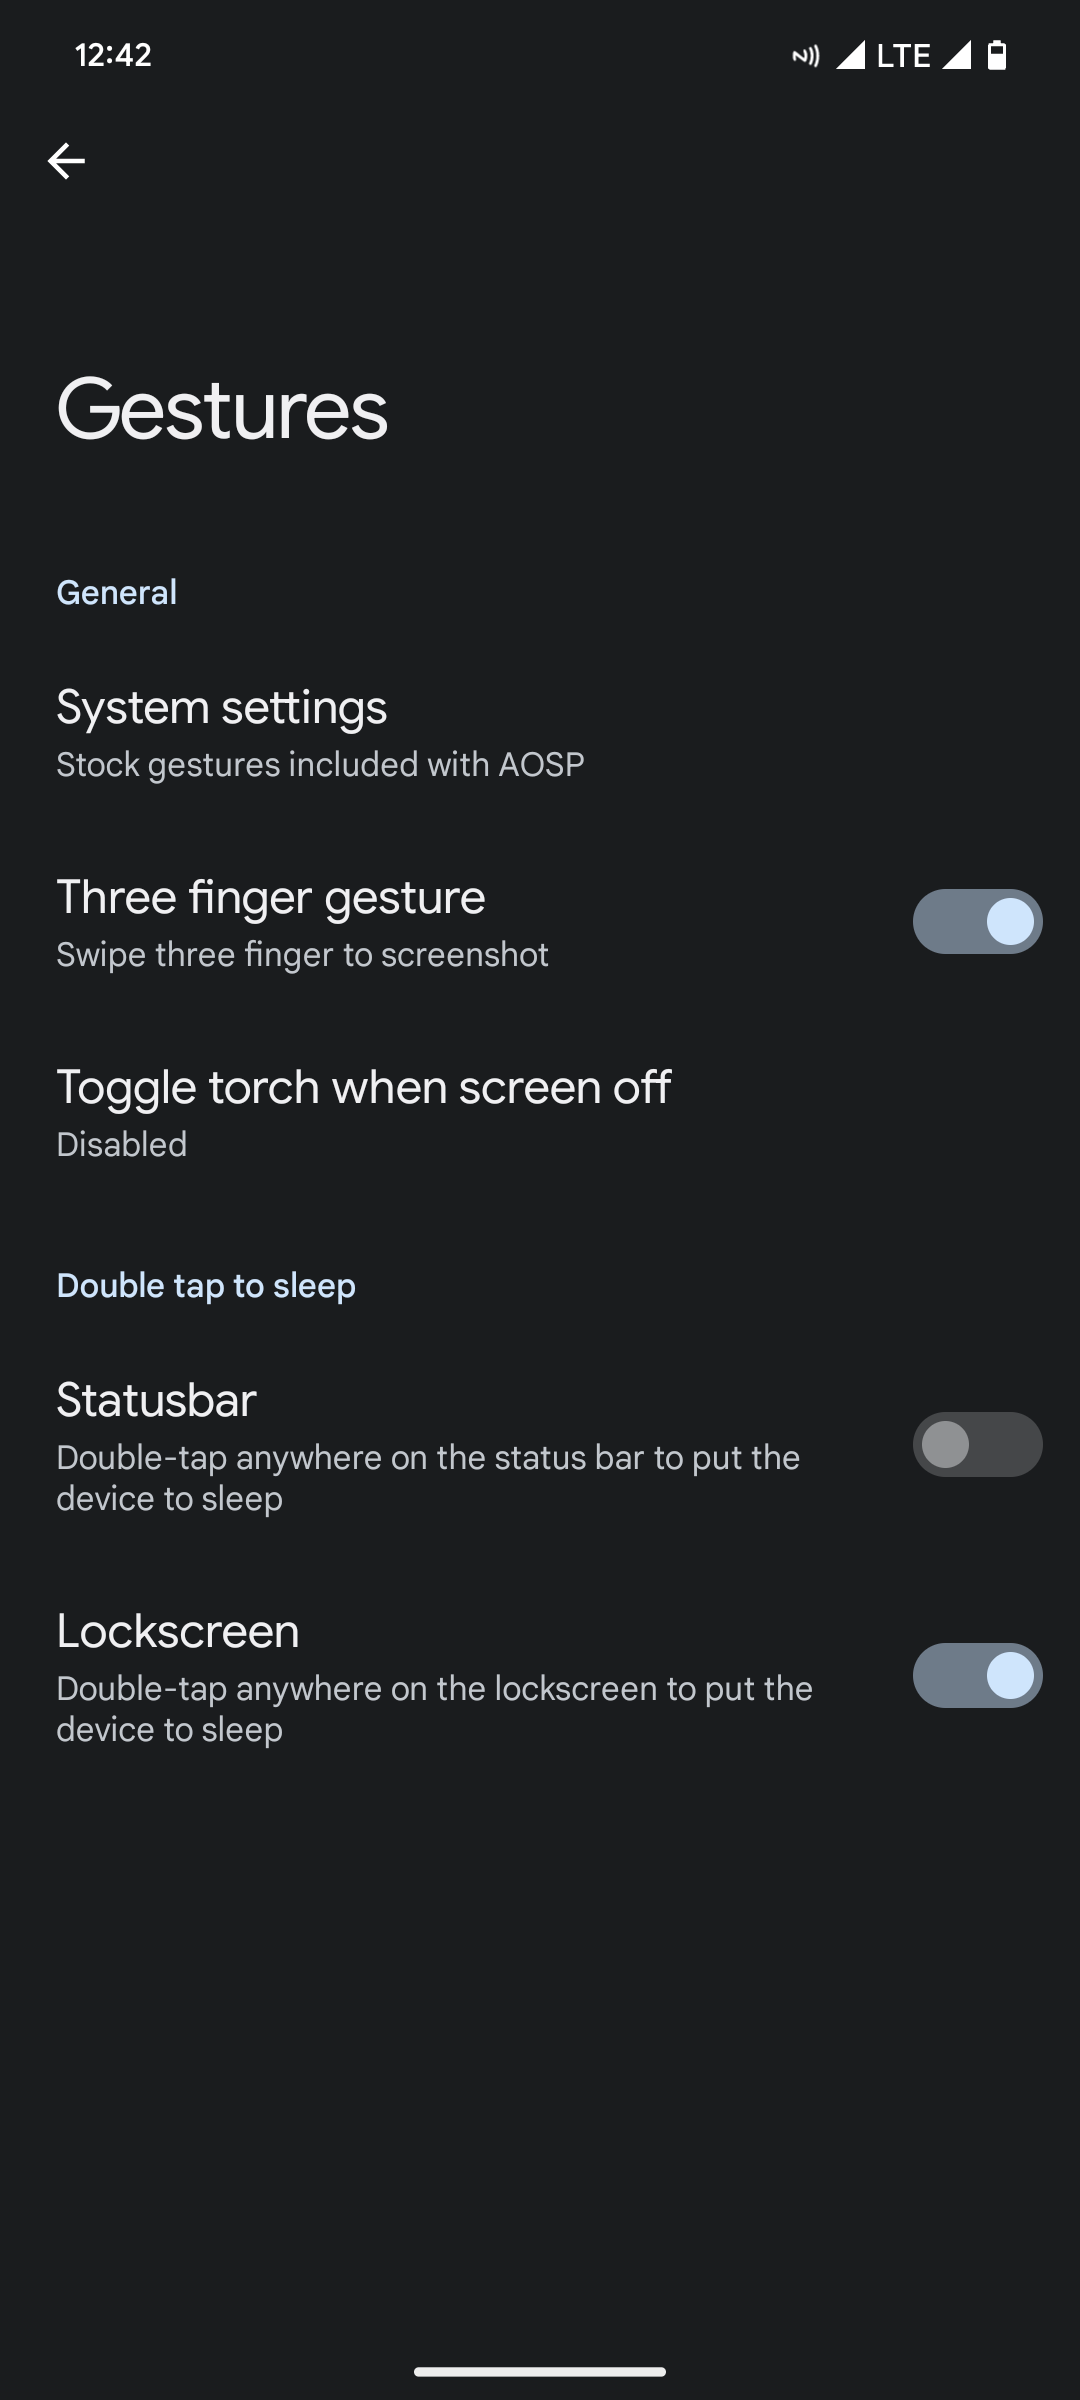 12:42
LTE
Gestures
General
System settings
Stock gestures included with AOSP
Three finger gesture
Swipe three finger to screenshot
Toggle torch when screen off
Disabled
Double tap to sleep
Statusbar
Double-tap anywhere on the status bar to put the
device to sleep
Lockscreen
Double-tap anywhere on the lockscreen to put the
device to sleep